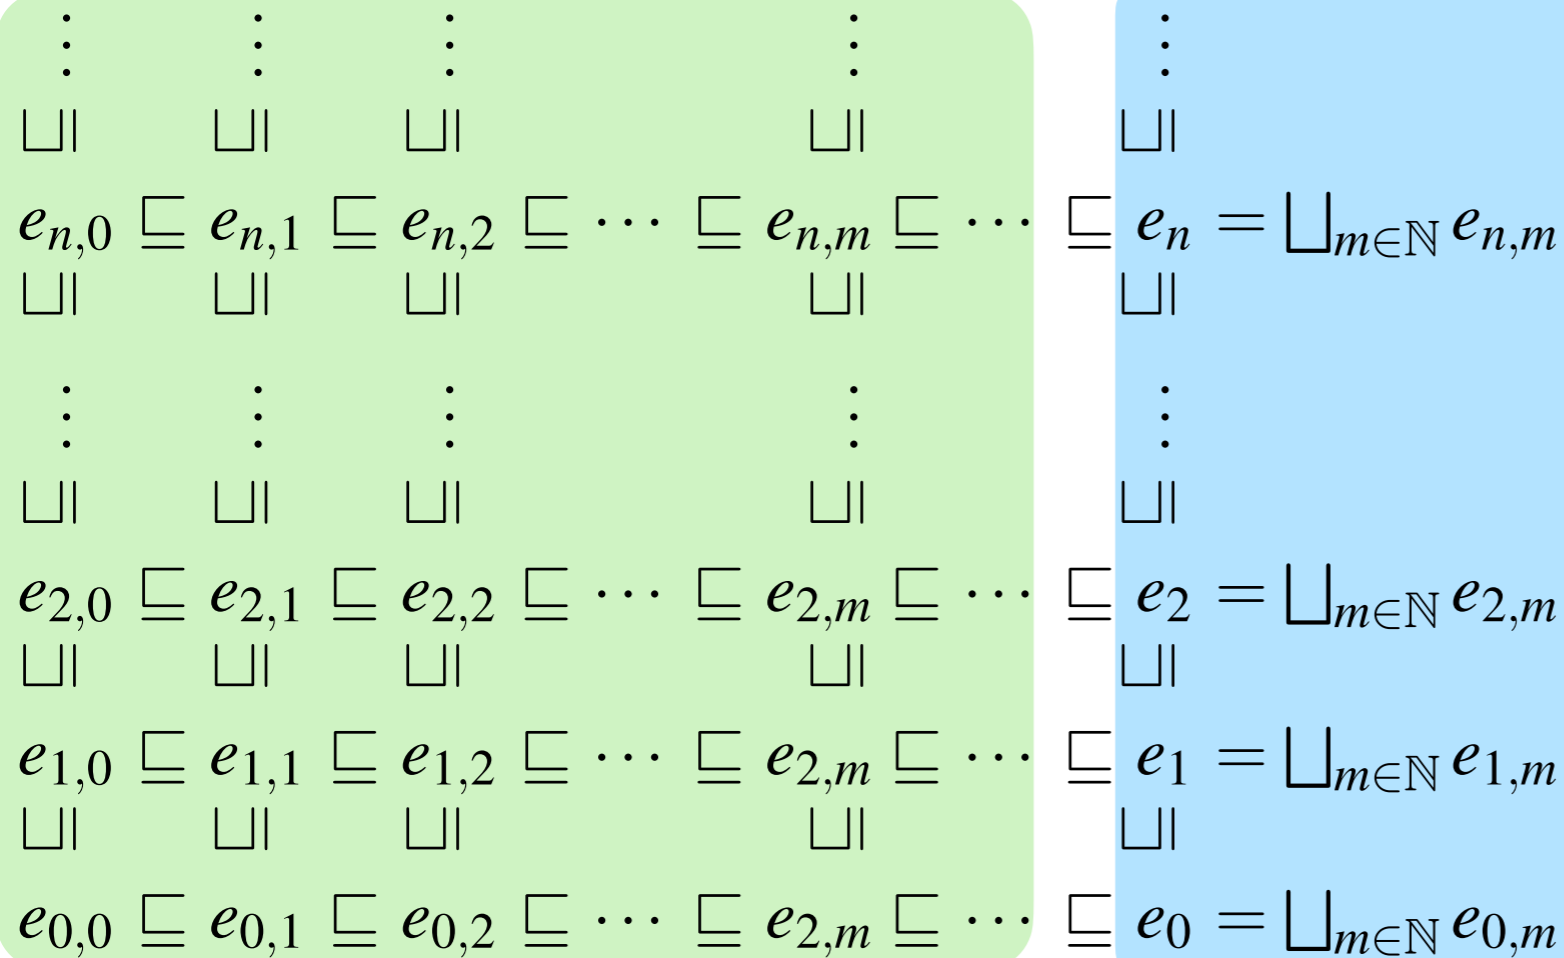 ⋮ ⋮ ⋮ ⋮ ⋮
⊔| ⊔| ⊔| ⊔| ⊔|
e_{n,0} ⊑ e_{n,1} ⊑ e_{n,2} ⊑ ⋯ ⊑ e_{n,m} ⊑ ⋯ ⊑ e_n = ⨆_{m∈ℕ} e_{n,m}
⊔| ⊔| ⊔| ⊔| ⊔|
⋮ ⋮ ⋮ ⋮ ⋮
⊔| ⊔| ⊔| ⊔| ⊔|
e_{2,0} ⊑ e_{2,1} ⊑ e_{2,2} ⊑ ⋯ ⊑ e_{2,m} ⊑ ⋯ ⊑ e_2 = ⨆_{m∈ℕ} e_{2,m}
⊔| ⊔| ⊔| ⊔| ⊔|
e_{1,0} ⊑ e_{1,1} ⊑ e_{1,2} ⊑ ⋯ ⊑ e_{2,m} ⊑ ⋯ ⊑ e_1 = ⨆_{m∈ℕ} e_{1,m}
⊔| ⊔| ⊔| ⊔| ⊔|
e_{0,0} ⊑ e_{0,1} ⊑ e_{0,2} ⊑ ⋯ ⊑ e_{2,m} ⊑ ⋯ ⊑ e_0 = ⨆_{m∈ℕ} e_{0,m}